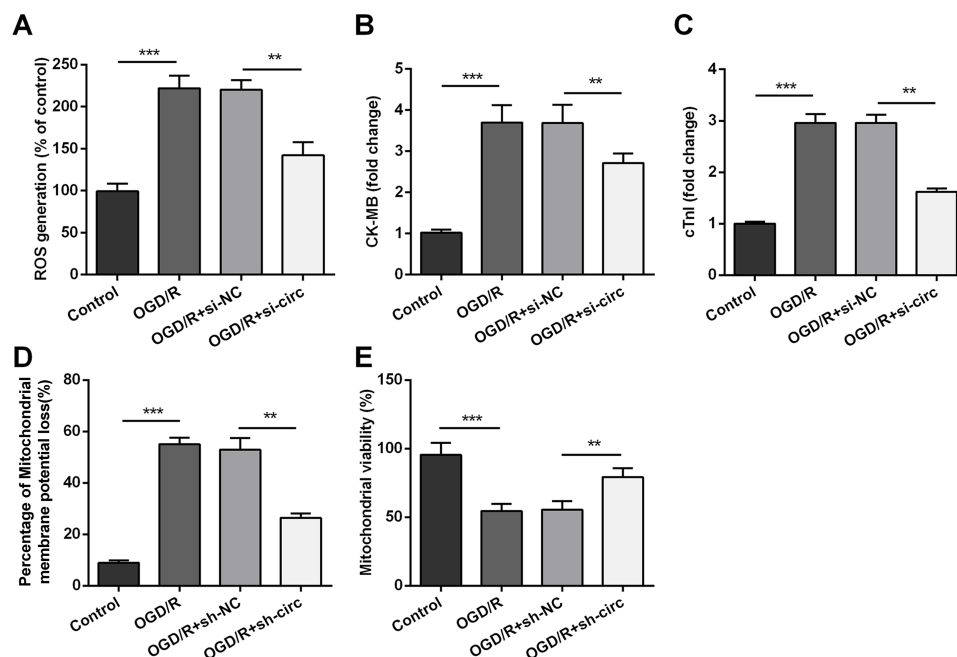 A
ROS generation (% of control)
250
200
150
100
50
0
***
**
Control
OGD/R
OGD/R+si-NC
OGD/R+si-circ
B
CK-MB (fold change)
5
4
3
2
1
0
***
**
Control
OGD/R
OGD/R+si-NC
OGD/R+si-circ
C
cTnI (fold change)
4
3
2
1
0
***
**
Control
OGD/R
OGD/R+si-NC
OGD/R+si-circ
D
Percentage of Mitochondrial
membrane potential loss(%)
80
60
40
20
0
***
**
Control
OGD/R
OGD/R+sh-NC
OGD/R+sh-circ
E
Mitochondrial viability (%)
150
100
50
0
***
**
Control
OGD/R
OGD/R+sh-NC
OGD/R+sh-circ